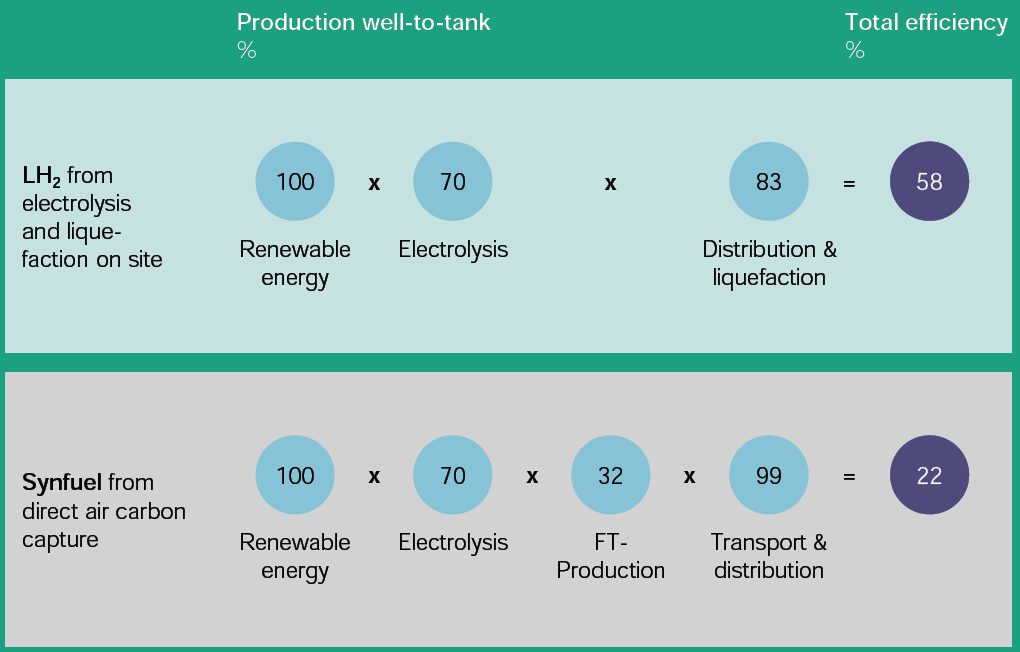 Production well-to-tank
%
Total efficiency
%
LH₂ from
electrolysis
and lique-
faction on site
100 x 70 x 83 = 58
Renewable
energy
Electrolysis
Distribution &
liquefaction
Synfuel from
direct air carbon
capture
100 x 70 x 32 x 99 = 22
Renewable
energy
Electrolysis
FT-
Production
Transport &
distribution